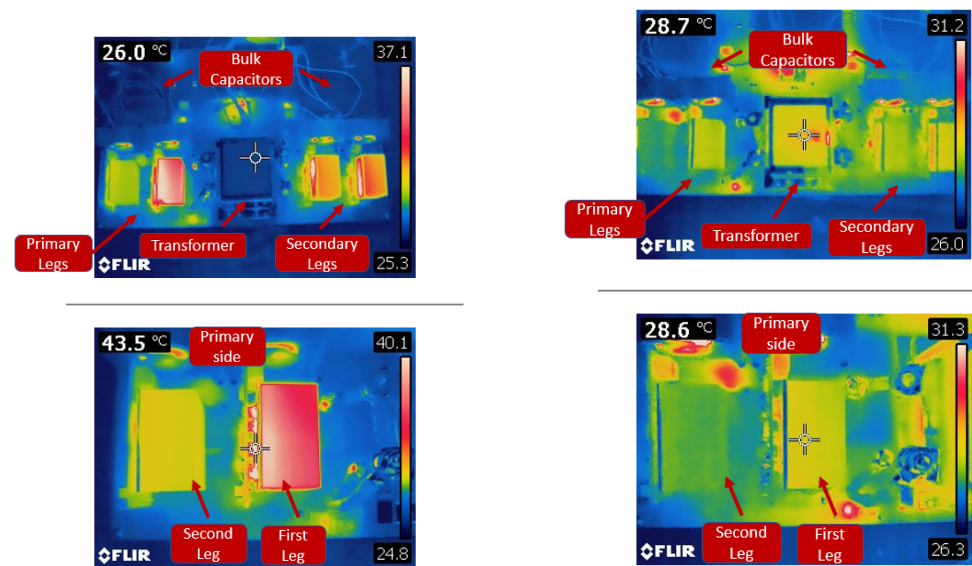 26.0 °C
Bulk
Capacitors
37.1
Primary
Legs
Transformer
Secondary
Legs
FLIR
25.3
28.7 °C
Bulk
Capacitors
31.2
Primary
Legs
Transformer
Secondary
Legs
FLIR
26.0
43.5 °C
Primary
side
40.1
Second
Leg
First
Leg
FLIR
24.8
28.6 °C
Primary
side
31.3
Second
Leg
First
Leg
FLIR
26.3